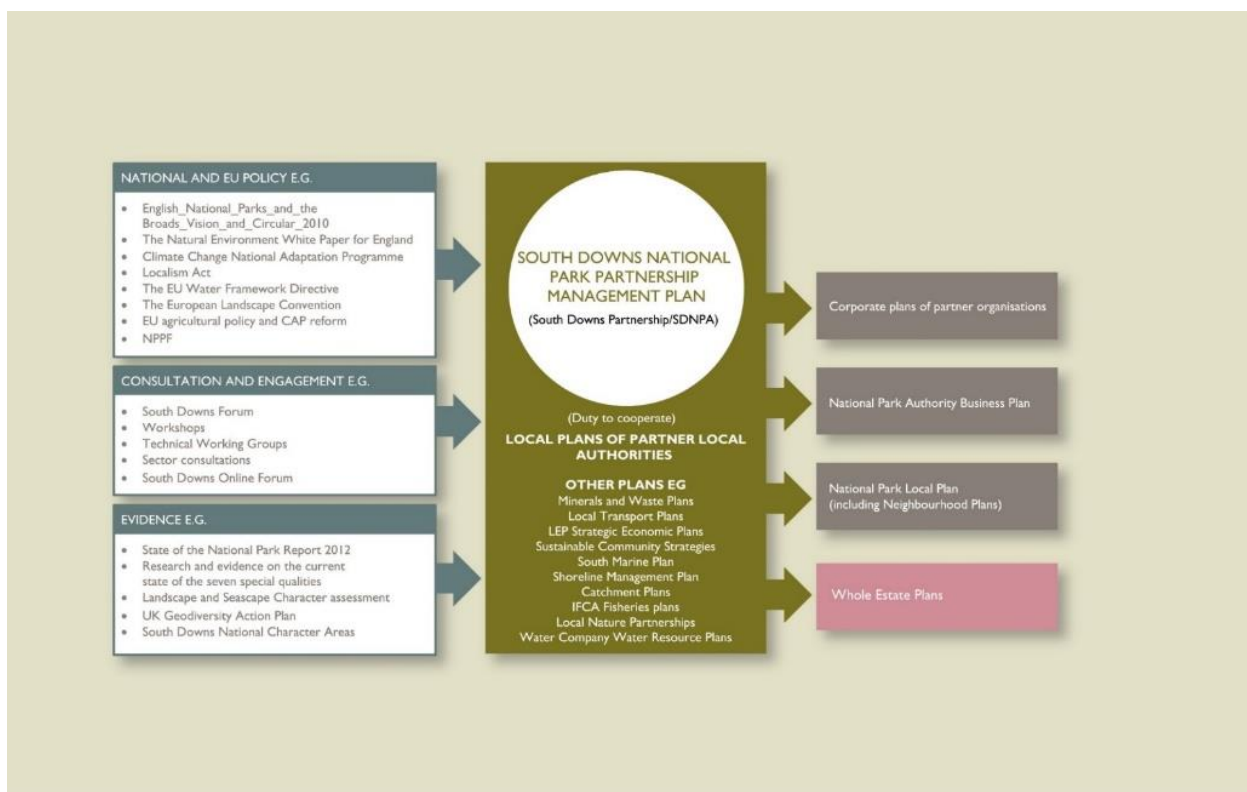 NATIONAL AND EU POLICY E.G.
• English_National_Parks_and_the
Broads_Vision_and_Circular_2010
• The Natural Environment White Paper for England
• Climate Change National Adaptation Programme
• Localism Act
• The EU Water Framework Directive
• The European Landscape Convention
• EU agricultural policy and CAP reform
• NPPF
CONSULTATION AND ENGAGEMENT E.G.
• South Downs Forum
• Workshops
• Technical Working Groups
• Sector consultations
• South Downs Online Forum
EVIDENCE E.G.
• State of the National Park Report 2012
• Research and evidence on the current
state of the seven special qualities
• Landscape and Seascape Character assessment
• UK Geodiversity Action Plan
• South Downs National Character Areas
SOUTH DOWNS NATIONAL
PARK PARTNERSHIP
MANAGEMENT PLAN
(South Downs Partnership/SDNPA)
(Duty to cooperate)
LOCAL PLANS OF PARTNER LOCAL
AUTHORITIES
OTHER PLANS EG
Minerals and Waste Plans
Local Transport Plans
LEP Strategic Economic Plans
Sustainable Community Strategies
South Marine Plan
Shoreline Management Plan
Catchment Plans
IFCA Fisheries plans
Local Nature Partnerships
Water Company Water Resource Plans
Corporate plans of partner organisations
National Park Authority Business Plan
National Park Local Plan
(including Neighbourhood Plans)
Whole Estate Plans